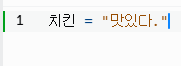 1 치킨 = "맛있다."